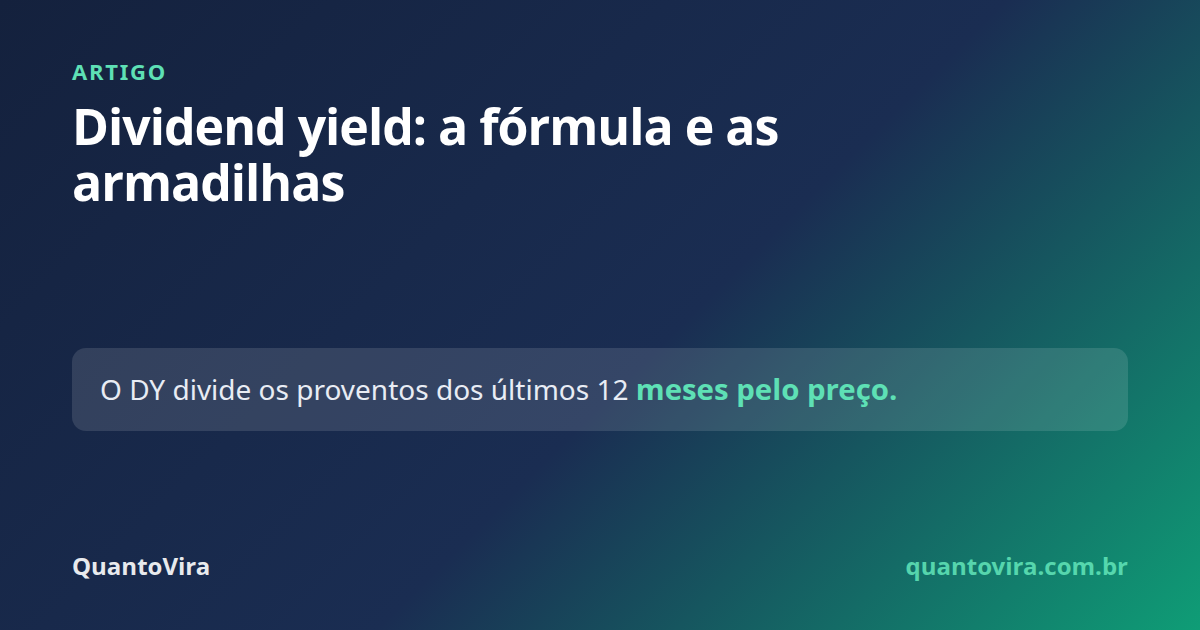 ARTIGO
Dividend yield: a fórmula e as
armadilhas
O DY divide os proventos dos últimos 12 meses pelo preço.
QuantoVira
quantovira.com.br